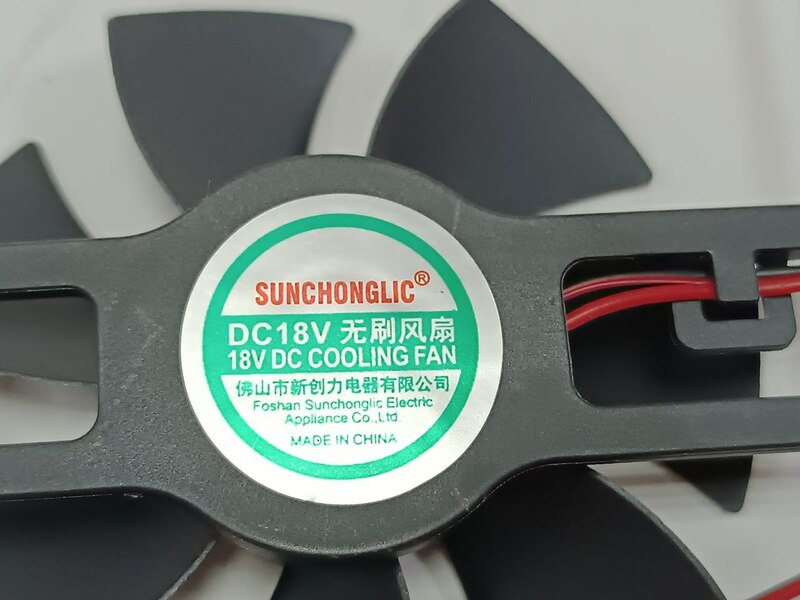 SUNCHONGLIC®
DC18V 无刷风扇
18V DC COOLING FAN
佛山市新创力电器有限公司
Foshan Sunchonglic Electric
Appliance Co.,Ltd.
MADE IN CHINA